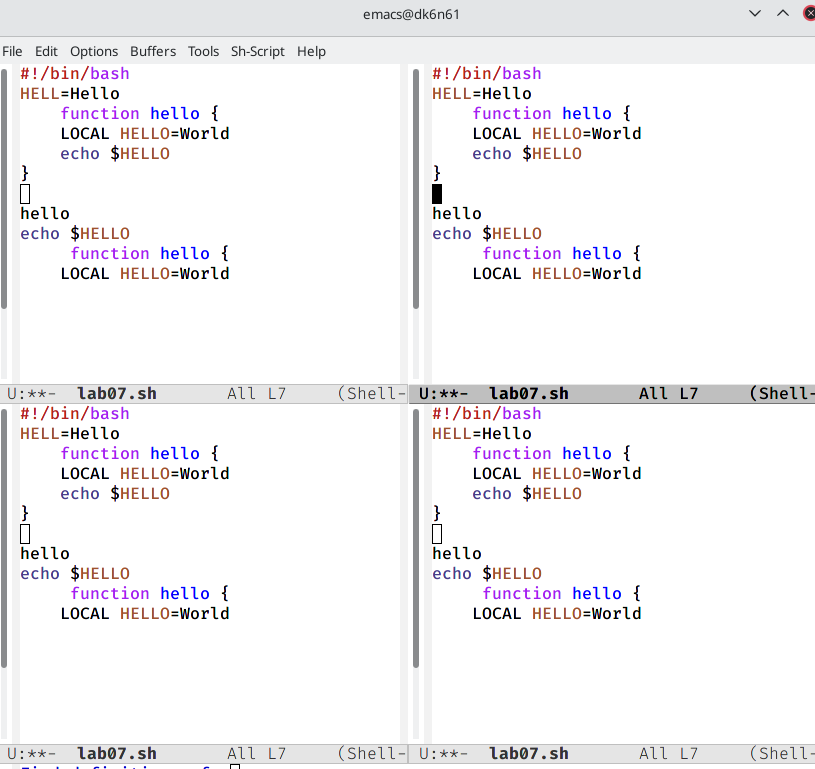 emacs@dk6n61
File Edit Options Buffers Tools Sh-Script Help
#!/bin/bash
HELL=Hello
    function hello {
    LOCAL HELLO=World
    echo $HELLO
}
hello
echo $HELLO
     function hello {
    LOCAL HELLO=World
U:**-  lab07.sh       All L7     (Shell-
#!/bin/bash
HELL=Hello
    function hello {
    LOCAL HELLO=World
    echo $HELLO
}
hello
echo $HELLO
     function hello {
    LOCAL HELLO=World
U:**-  lab07.sh       All L7     (Shell-
#!/bin/bash
HELL=Hello
    function hello {
    LOCAL HELLO=World
    echo $HELLO
}
hello
echo $HELLO
     function hello {
    LOCAL HELLO=World
U:**-  lab07.sh       All L7     (Shell-
#!/bin/bash
HELL=Hello
    function hello {
    LOCAL HELLO=World
    echo $HELLO
}
hello
echo $HELLO
     function hello {
    LOCAL HELLO=World
U:**-  lab07.sh       All L7     (Shell-